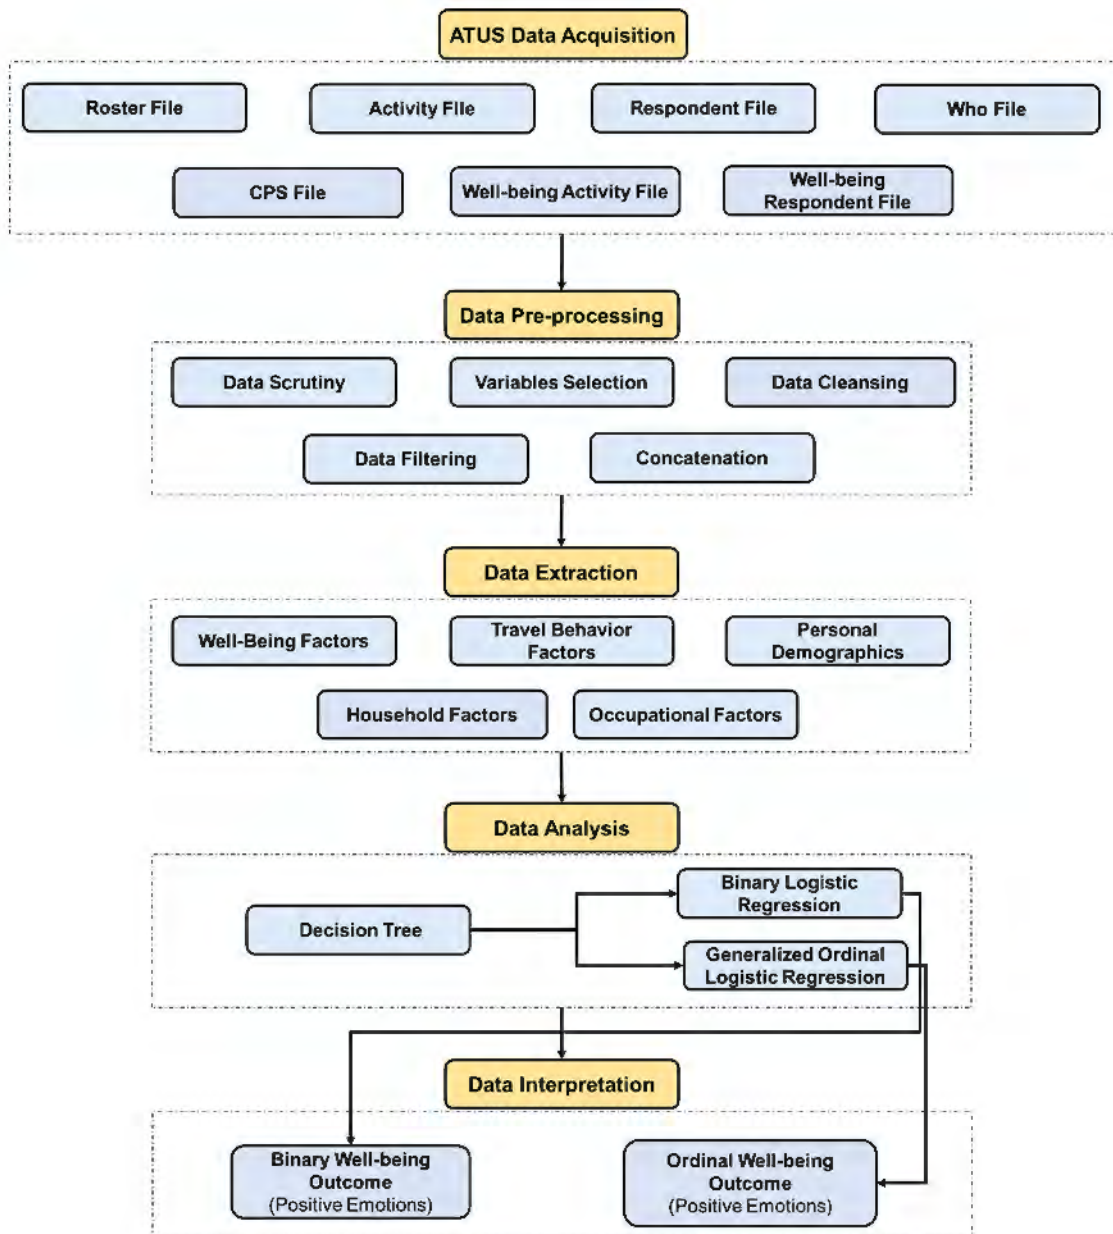 ATUS Data Acquisition
Roster File
Activity File
Respondent File
Who File
CPS File
Well-being Activity File
Well-being
Respondent File
Data Pre-processing
Data Scrutiny
Variables Selection
Data Cleansing
Data Filtering
Concatenation
Data Extraction
Well-Being Factors
Travel Behavior
Factors
Personal
Demographics
Household Factors
Occupational Factors
Data Analysis
Decision Tree
Binary Logistic
Regression
Generalized Ordinal
Logistic Regression
Data Interpretation
Binary Well-being
Outcome
(Positive Emotions)
Ordinal Well-being
Outcome
(Positive Emotions)